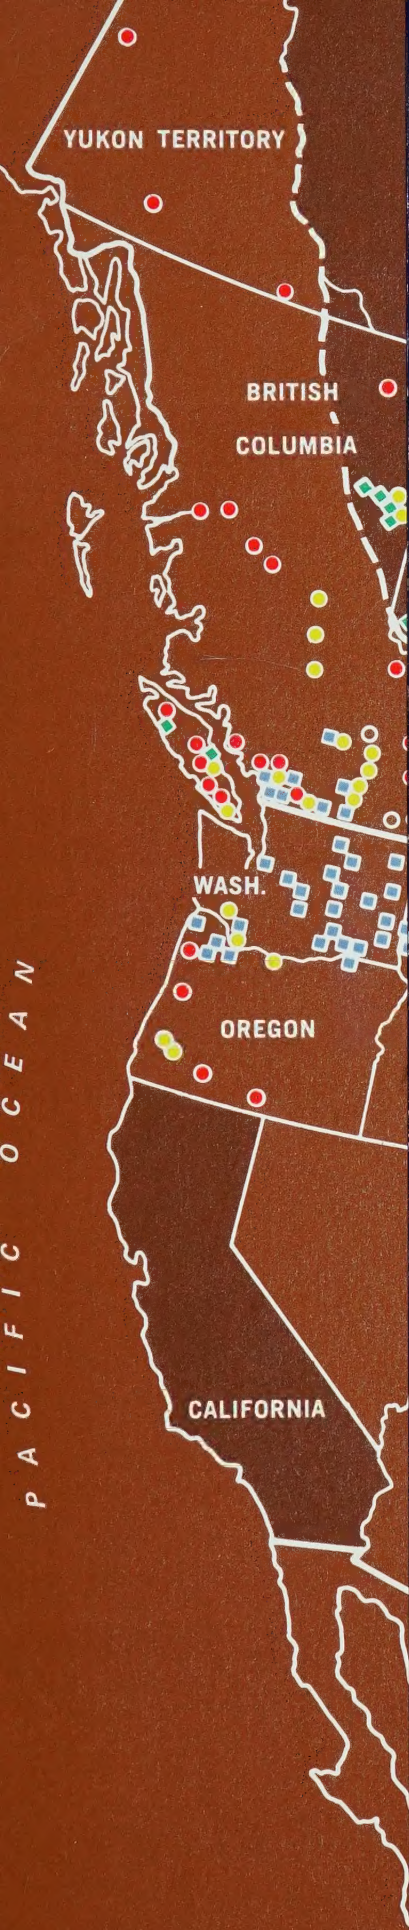 YUKON TERRITORY
BRITISH
COLUMBIA
WASH.
OREGON
PACIFIC OCEAN
CALIFORNIA